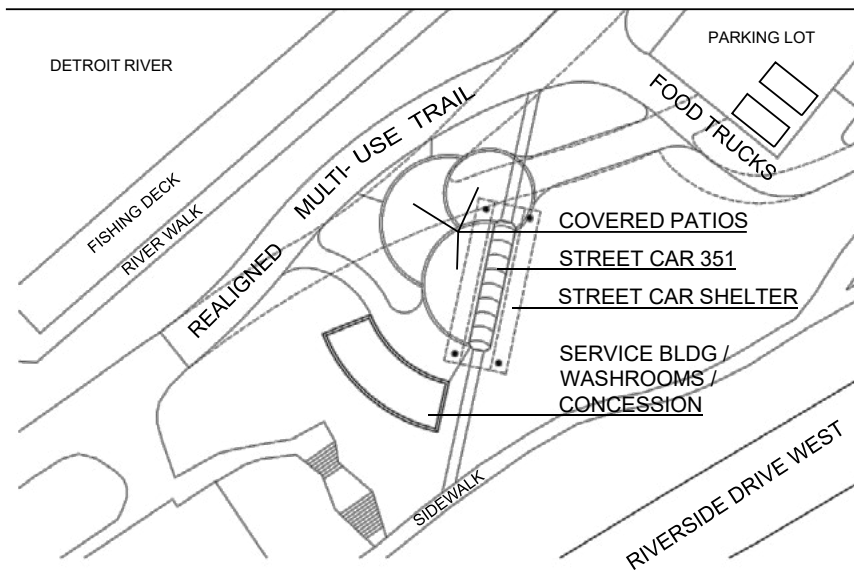 PARKING LOT
DETROIT RIVER
FOOD TRUCKS
REALIGNED MULTI- USE TRAIL
FISHING DECK
RIVER WALK
COVERED PATIOS
STREET CAR 351
STREET CAR SHELTER
SERVICE BLDG /
WASHROOMS /
CONCESSION
SIDEWALK
RIVERSIDE DRIVE WEST